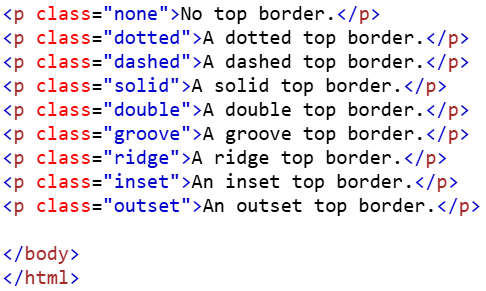 <p class="none">No top border.</p>
<p class="dotted">A dotted top border.</p>
<p class="dashed">A dashed top border.</p>
<p class="solid">A solid top border.</p>
<p class="double">A double top border.</p>
<p class="groove">A groove top border.</p>
<p class="ridge">A ridge top border.</p>
<p class="inset">An inset top border.</p>
<p class="outset">An outset top border.</p>

</body>
</html>